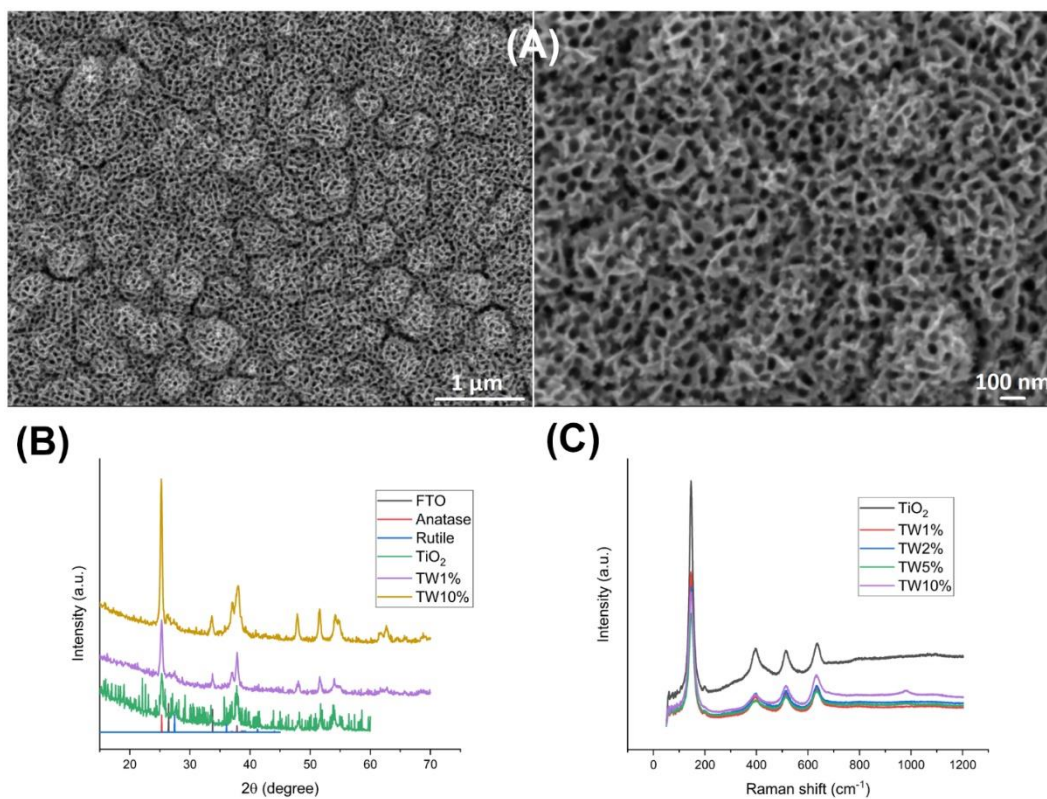 (A)
1 μm
100 nm
(B)
Intensity (a.u.)
FTO
Anatase
Rutile
TiO₂
TW1%
TW10%
20 30 40 50 60 70
2θ (degree)
(C)
Intensity (a.u.)
TiO₂
TW1%
TW2%
TW5%
TW10%
0 200 400 600 800 1000 1200
Raman shift (cm⁻¹)